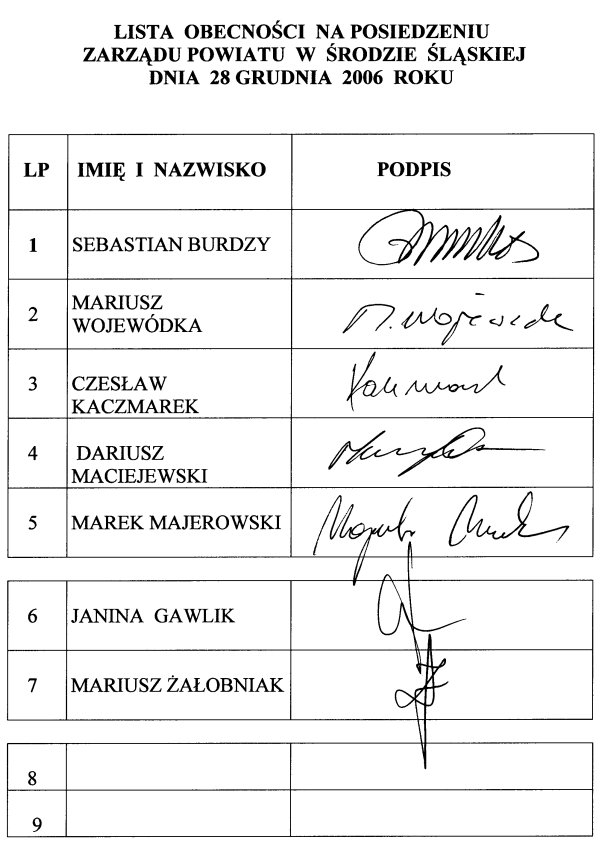 LISTA OBECNOŚCI NA POSIEDZENIU
ZARZĄDU POWIATU W ŚRODZIE ŚLĄSKIEJ
DNIA 28 GRUDNIA 2006 ROKU
LP IMIĘ I NAZWISKO PODPIS
1 SEBASTIAN BURDZY
2 MARIUSZ
WOJEWÓDKA M. Wojewódka
3 CZESŁAW
KACZMAREK
4 DARIUSZ
MACIEJEWSKI
5 MAREK MAJEROWSKI
6 JANINA GAWLIK
7 MARIUSZ ŻAŁOBNIAK
8
9